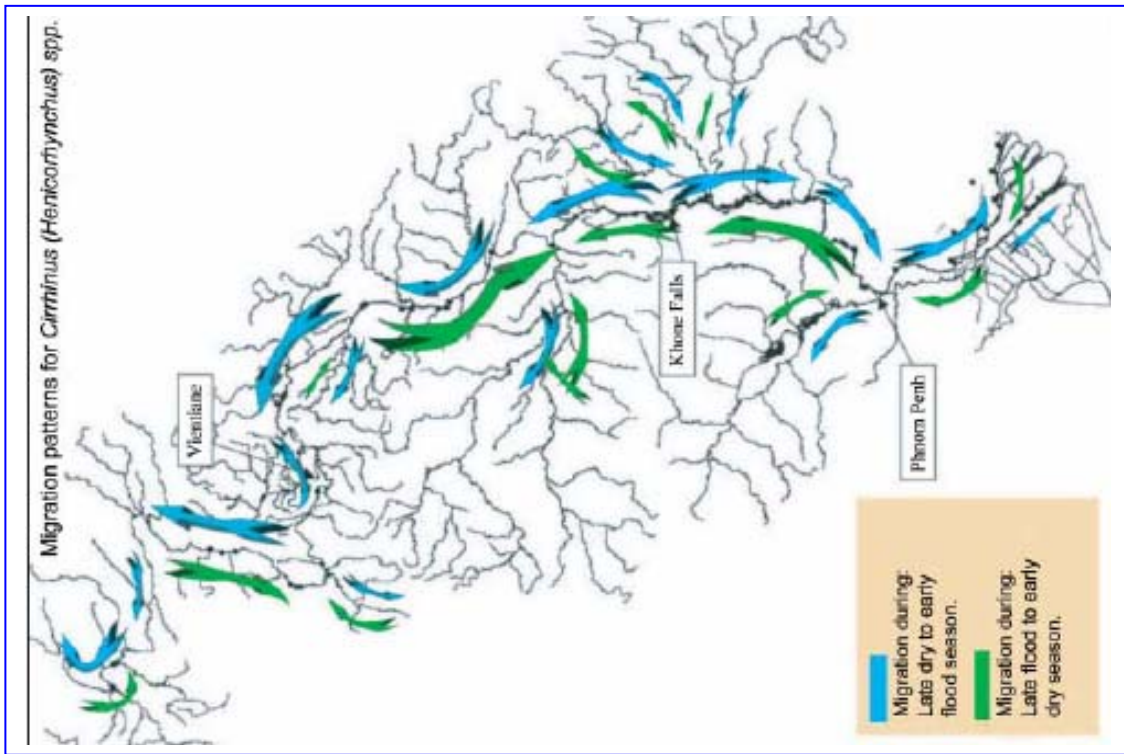 Migration patterns for Cirrhinus (Henicorhynchus) spp.
Vientiane
Khone Falls
Phnom Penh
Migration during:
Late dry to early
flood season.
Migration during:
Late flood to early
dry season.